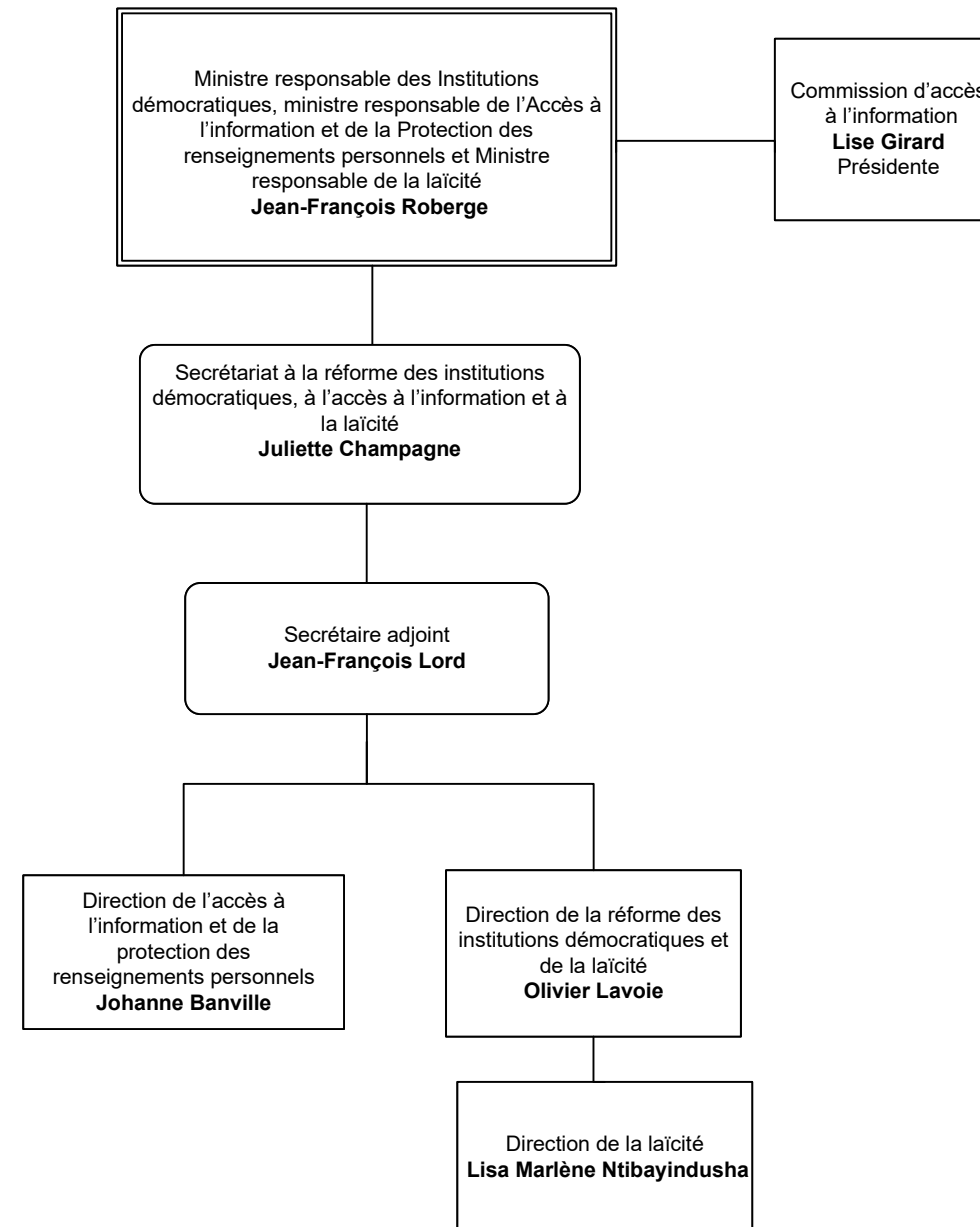 Ministre responsable des Institutions
démocratiques, ministre responsable de l’Accès à
l’information et de la Protection des
renseignements personnels et Ministre
responsable de la laïcité
Jean-François Roberge
Commission d’accès
à l’information
Lise Girard
Présidente
Secrétariat à la réforme des institutions
démocratiques, à l’accès à l’information et à
la laïcité
Juliette Champagne
Secrétaire adjoint
Jean-François Lord
Direction de l’accès à
l’information et de la
protection des
renseignements personnels
Johanne Banville
Direction de la réforme des
institutions démocratiques et
de la laïcité
Olivier Lavoie
Direction de la laïcité
Lisa Marlène Ntibayindusha